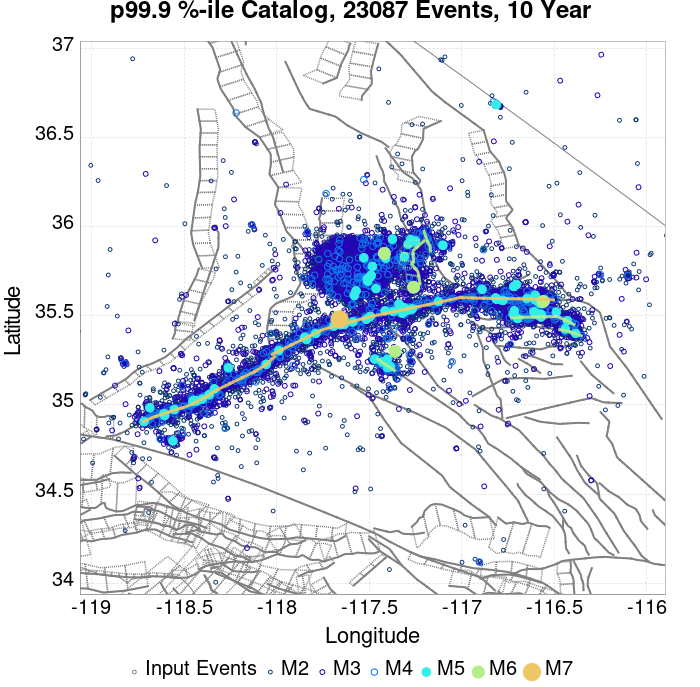 p99.9 %-ile Catalog, 23087 Events, 10 Year
37
36.5
36
35.5
35
34.5
34
Latitude
-119 -118.5 -118 -117.5 -117 -116.5 -116
Longitude
Input Events M2 M3 M4 M5 M6 M7